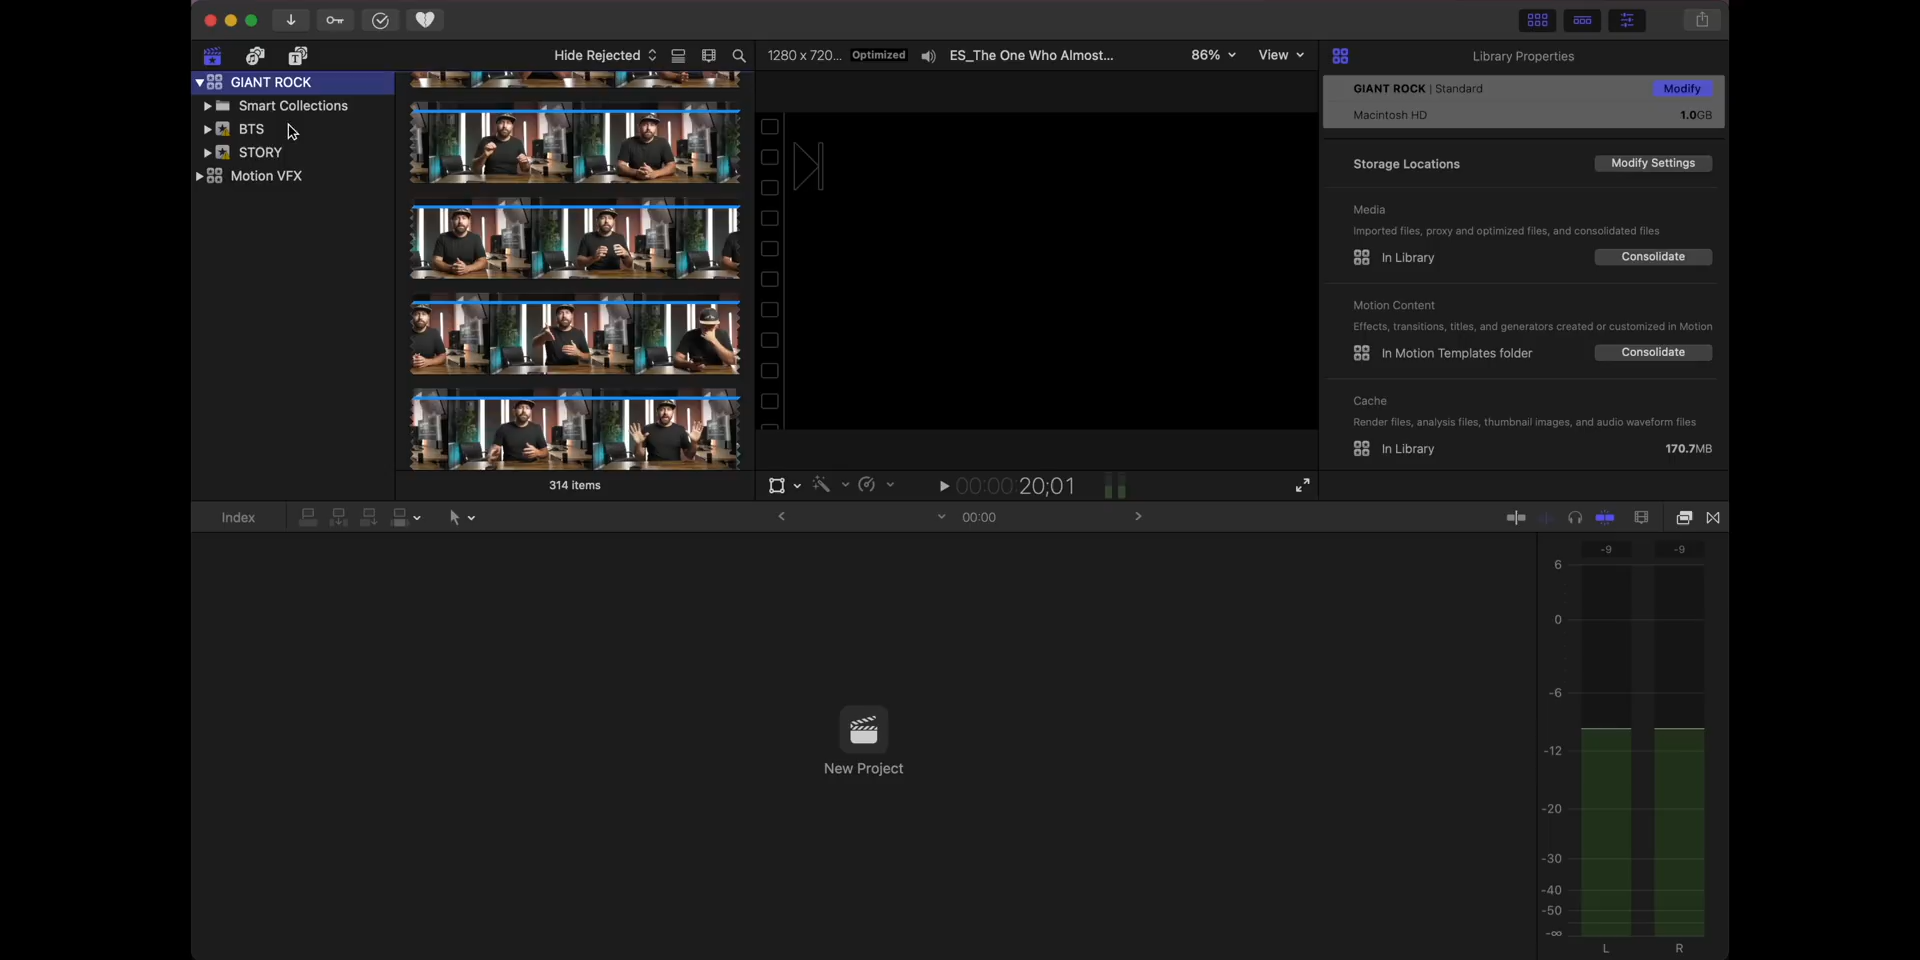 Hide Rejected
1280 x 720...
Optimized
ES_The One Who Almost...
86%
View
Library Properties
GIANT ROCK
Smart Collections
BTS
STORY
Motion VFX
314 items
00:00:20;01
GIANT ROCK | Standard
Modify
Macintosh HD
1.0GB
Storage Locations
Modify Settings
Media
Imported files, proxy and optimized files, and consolidated files
In Library
Consolidate
Motion Content
Effects, transitions, titles, and generators created or customized in Motion
In Motion Templates folder
Consolidate
Cache
Render files, analysis files, thumbnail images, and audio waveform files
In Library
170.7MB
Index
00:00
New Project
-9
-9
6
0
-6
-12
-20
-30
-40
-50
-∞
L
R